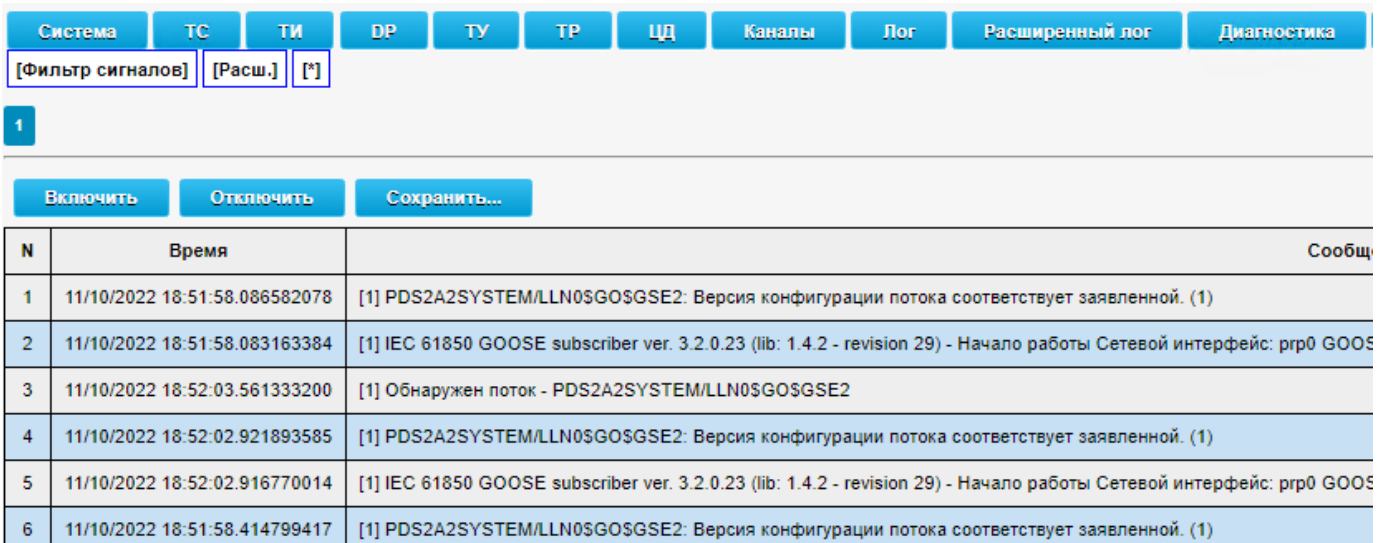 Система ТС ТИ DP ТУ ТР ЦД Каналы Лог Расширенный лог Диагностика
[Фильтр сигналов] [Расш.] [*]
1
Включить Отключить Сохранить...
N Время Сообще
1 11/10/2022 18:51:58.086582078 [1] PDS2A2SYSTEM/LLN0$GO$GSE2: Версия конфигурации потока соответствует заявленной. (1)
2 11/10/2022 18:51:58.083163384 [1] IEC 61850 GOOSE subscriber ver. 3.2.0.23 (lib: 1.4.2 - revision 29) - Начало работы Сетевой интерфейс: prp0 GOOS
3 11/10/2022 18:52:03.561333200 [1] Обнаружен поток - PDS2A2SYSTEM/LLN0$GO$GSE2
4 11/10/2022 18:52:02.921893585 [1] PDS2A2SYSTEM/LLN0$GO$GSE2: Версия конфигурации потока соответствует заявленной. (1)
5 11/10/2022 18:52:02.916770014 [1] IEC 61850 GOOSE subscriber ver. 3.2.0.23 (lib: 1.4.2 - revision 29) - Начало работы Сетевой интерфейс: prp0 GOOS
6 11/10/2022 18:51:58.414799417 [1] PDS2A2SYSTEM/LLN0$GO$GSE2: Версия конфигурации потока соответствует заявленной. (1)